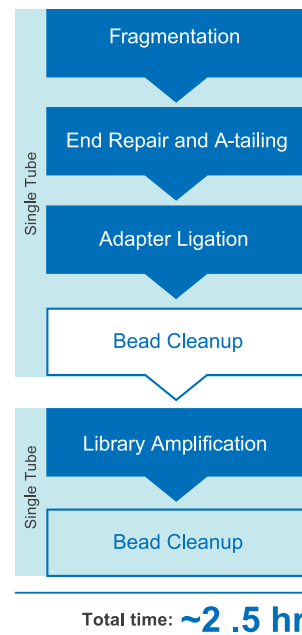 Fragmentation
End Repair and A-tailing
Single Tube
Adapter Ligation
Bead Cleanup
Library Amplification
Single Tube
Bead Cleanup
Total time: ~2 .5 hr